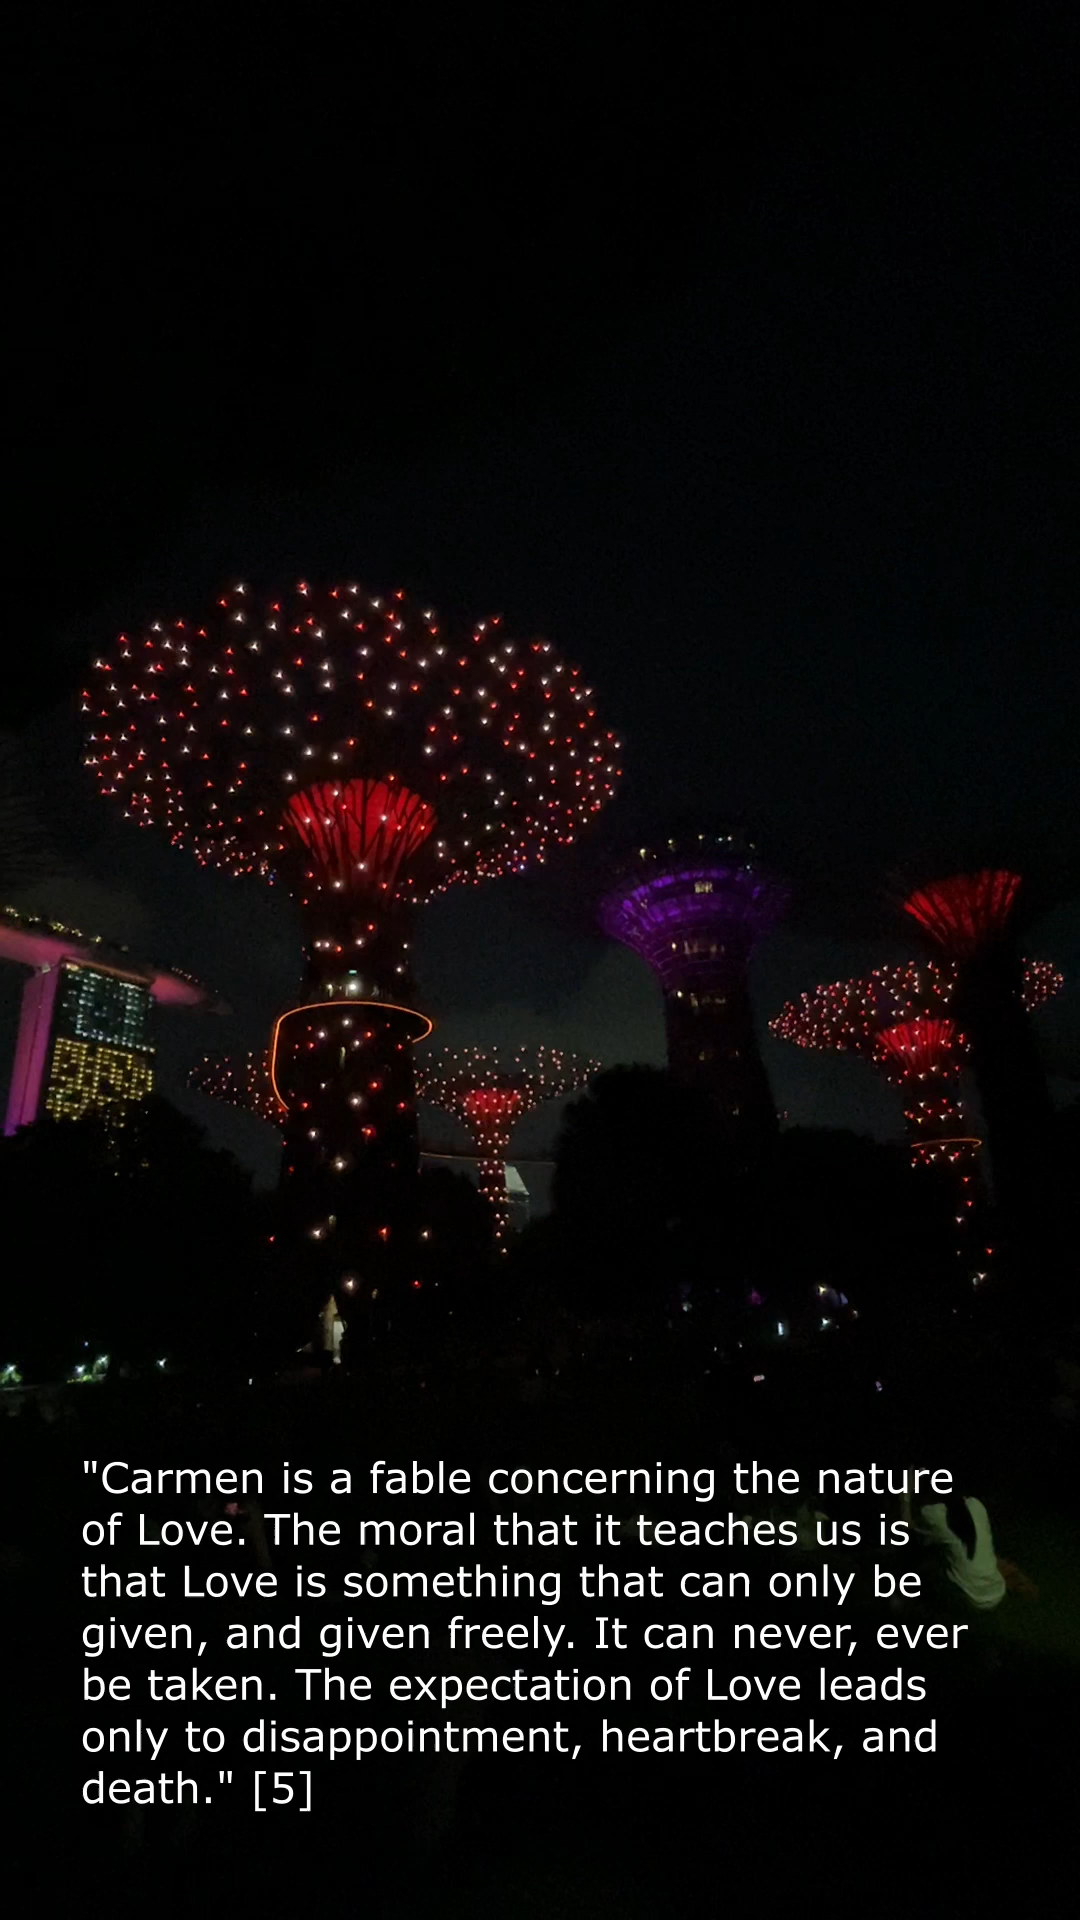 "Carmen is a fable concerning the nature
of Love. The moral that it teaches us is
that Love is something that can only be
given, and given freely. It can never, ever
be taken. The expectation of Love leads
only to disappointment, heartbreak, and
death." [5]